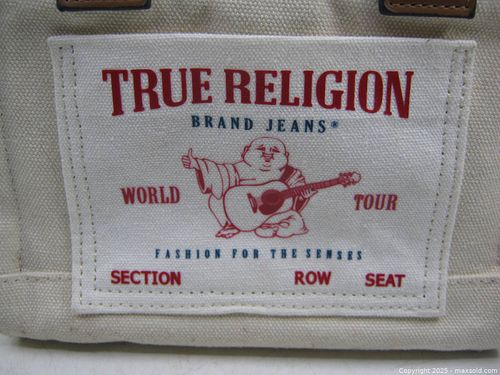 TRUE RELIGION
BRAND JEANS®
WORLD TOUR
FASHION FOR THE SENSES
SECTION ROW SEAT
Copyright 2025 - maxsold.com